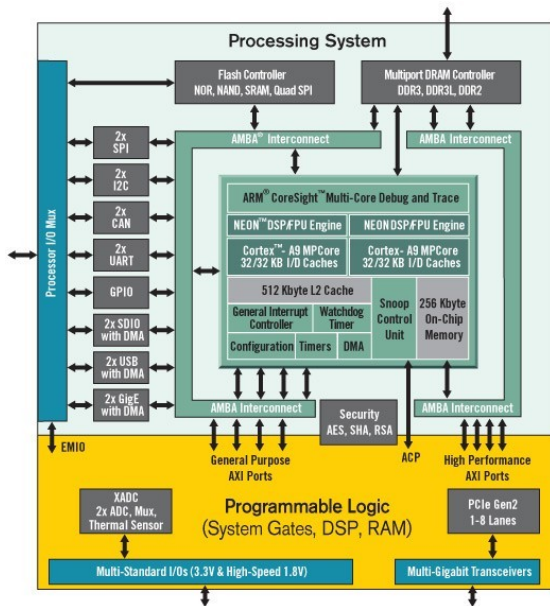 Processing System
Flash Controller
NOR, NAND, SRAM, Quad SPI
Multiport DRAM Controller
DDR3, DDR3L, DDR2
Processor I/O Mux
2x
SPI
2x
I2C
2x
CAN
2x
UART
GPIO
2x SDIO
with DMA
2x USB
with DMA
2x GigE
with DMA
AMBA® Interconnect
AMBA Interconnect
ARM® CoreSight™ Multi-Core Debug and Trace
NEON™ DSP/FPU Engine
NEON DSP/FPU Engine
Cortex™- A9 MPCore
32/32 KB I/D Caches
Cortex- A9 MPCore
32/32 KB I/D Caches
512 Kbyte L2 Cache
General Interrupt
Controller
Watchdog
Timer
Configuration
Timers
DMA
Snoop
Control
Unit
256 Kbyte
On-Chip
Memory
AMBA Interconnect
AMBA Interconnect
Security
AES, SHA, RSA
EMIO
General Purpose
AXI Ports
ACP
High Performance
AXI Ports
XADC
2x ADC, Mux,
Thermal Sensor
Programmable Logic
(System Gates, DSP, RAM)
PCIe Gen2
1-8 Lanes
Multi-Standard I/Os (3.3V & High-Speed 1.8V)
Multi-Gigabit Transceivers